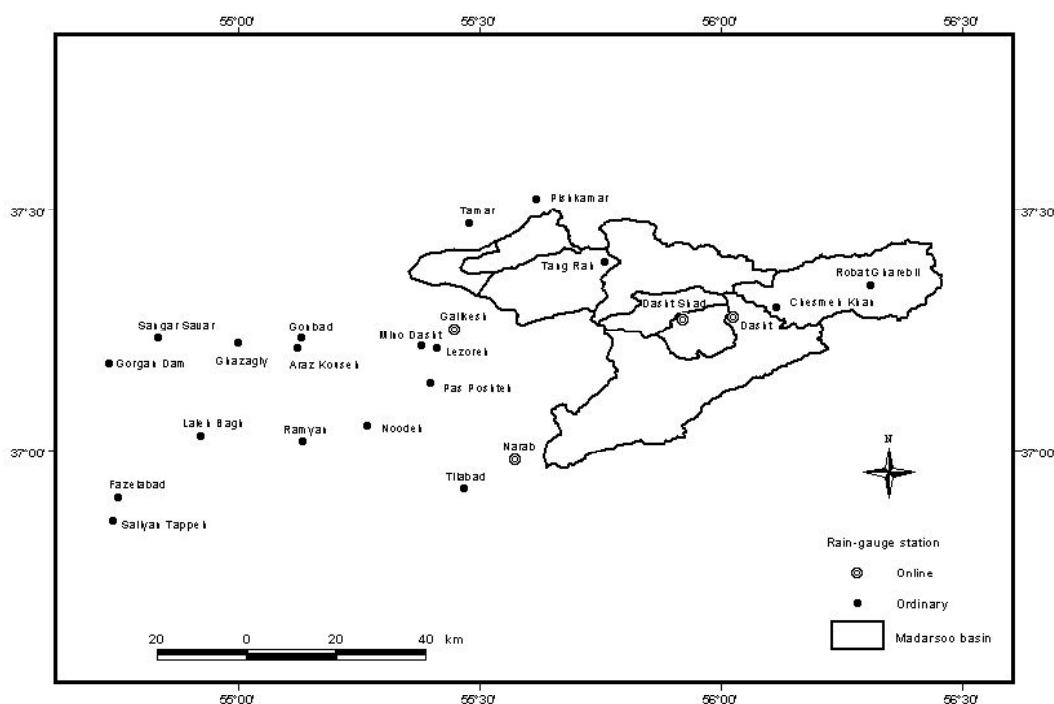 55°00' 55°30' 56°00' 56°30'
37°30' 37°30'
Pishkamar
Tamar
Tang Rah
Robat Gharebil
Dasht Shad
Chesmeh Khan
Galikesh
Dasht
Sangar Sauar
Gonbad
Mino Dasht
Lezoreh
Gorgan Dam
Ghazagly
Araz Konseh
Pas Poshteh
Laleh Bagh
Ramyan
Noodeh
37°00' 37°00'
Narab
N
Tilabad
Fazelabad
Saliyan Tappeh
Rain-gauge station
Online
Ordinary
Madarsoo basin
20 0 20 40 km
55°00' 55°30' 56°00' 56°30'